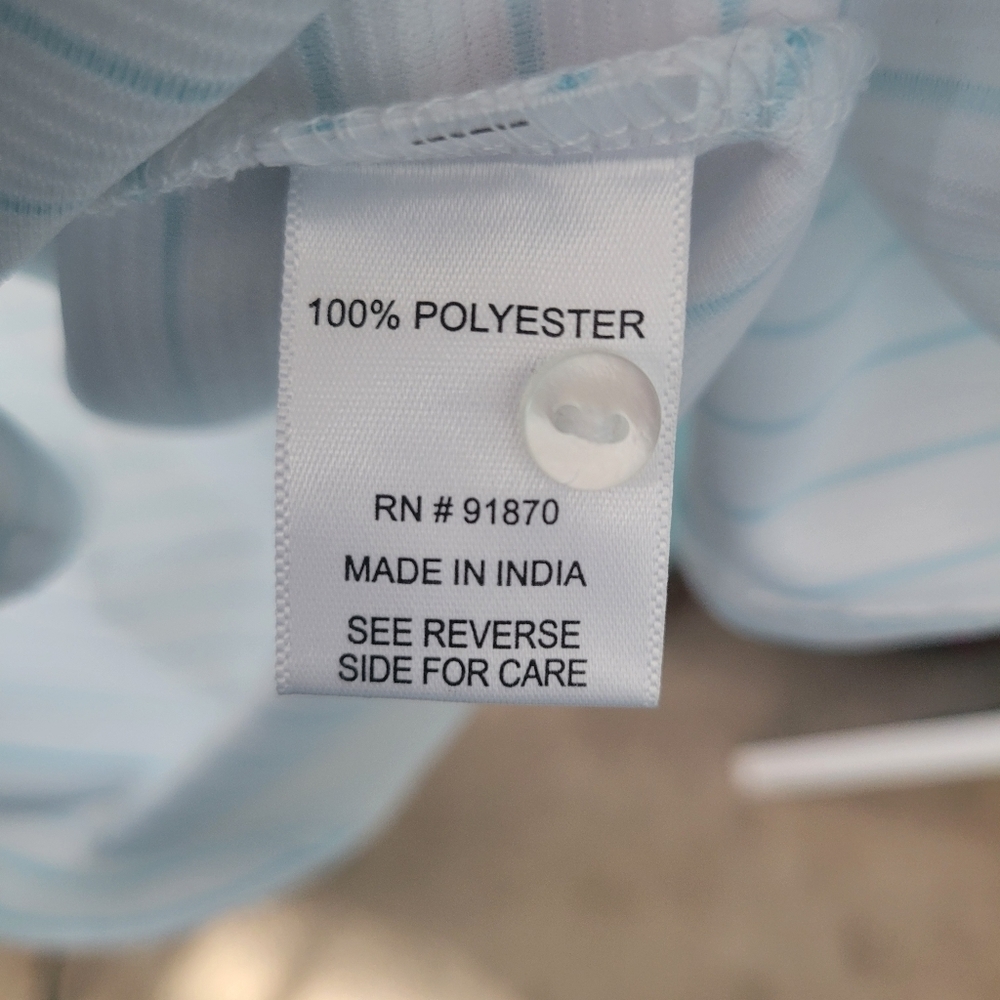 100% POLYESTER
RN # 91870
MADE IN INDIA
SEE REVERSE
SIDE FOR CARE